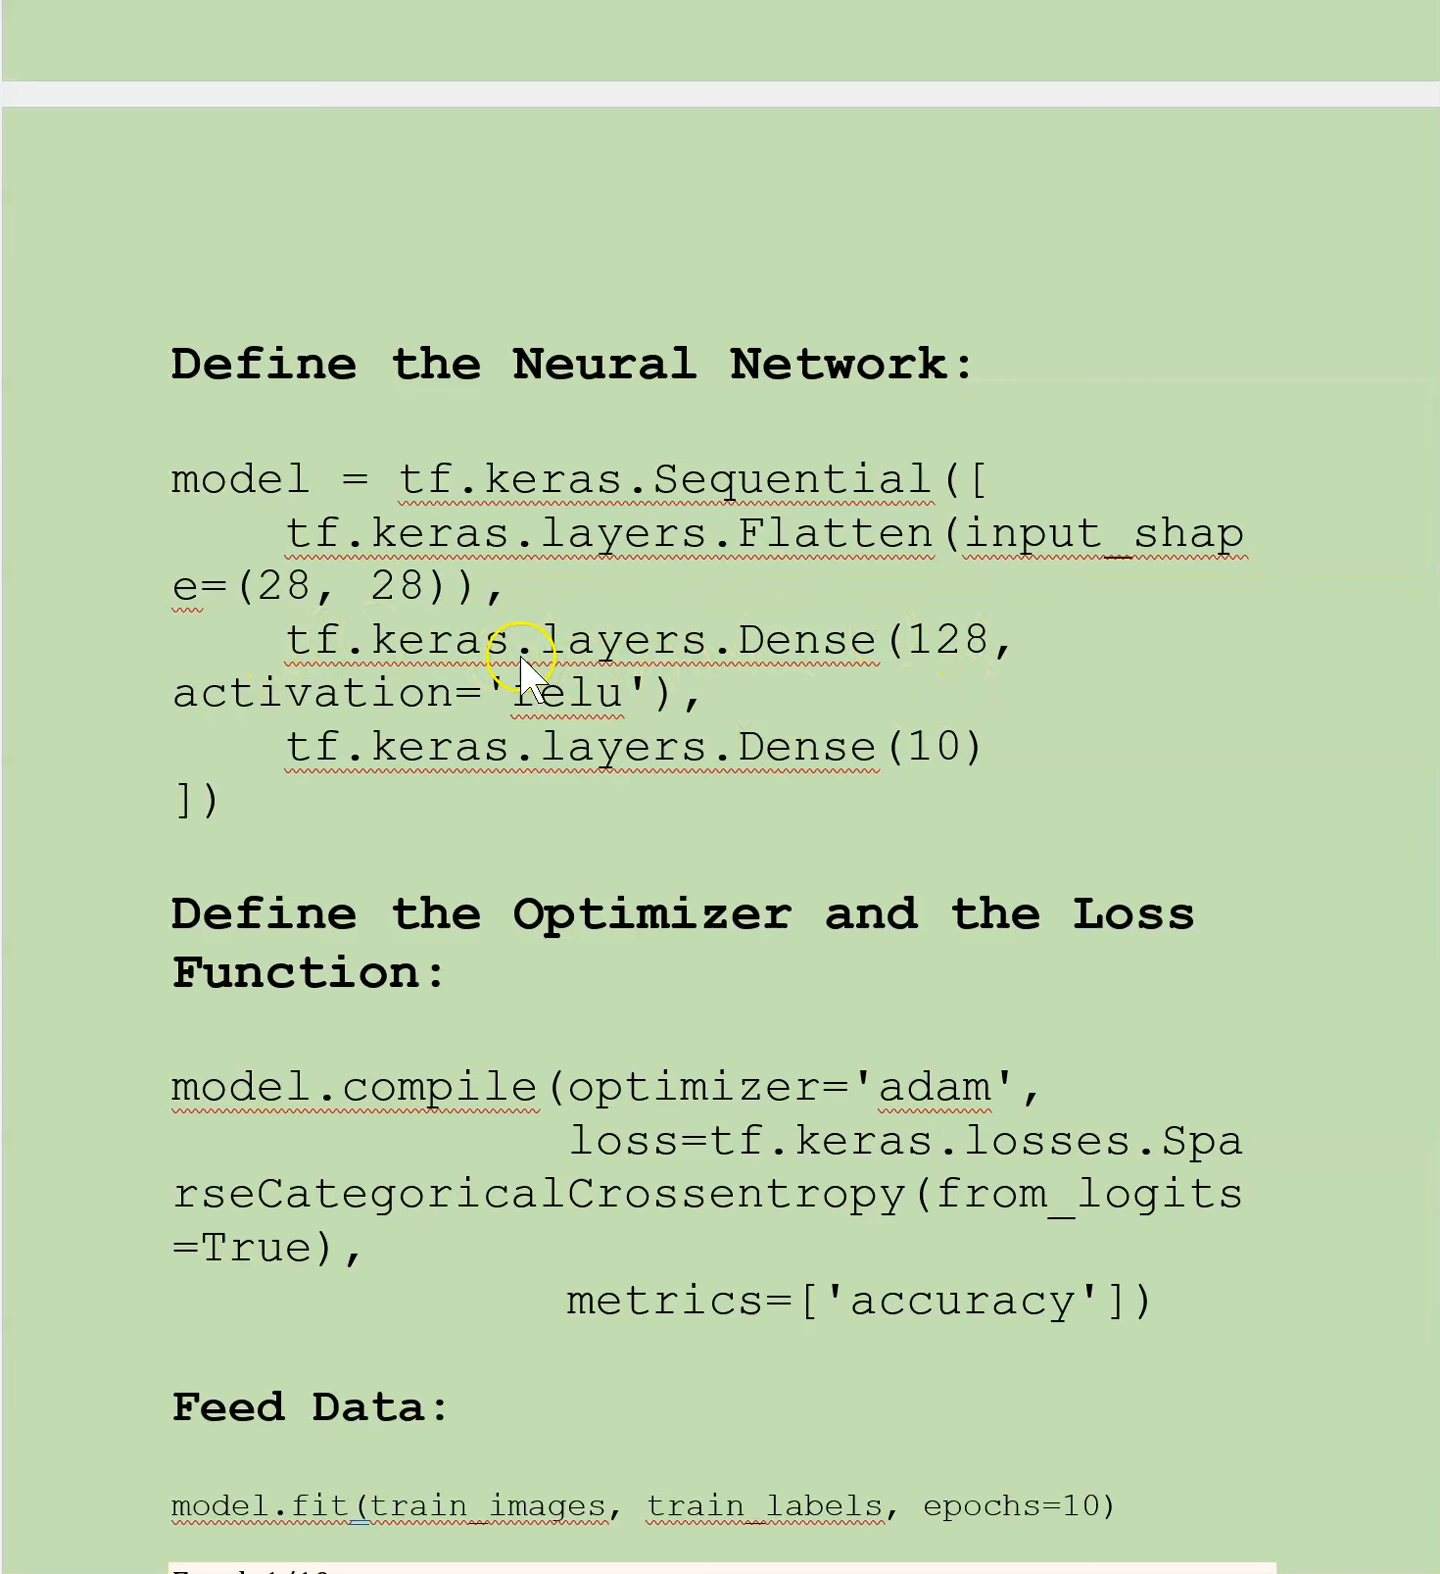 Define the Neural Network:
model = tf.keras.Sequential([
    tf.keras.layers.Flatten(input_shap
e=(28, 28)),
    tf.keras.layers.Dense(128,
activation='relu'),
    tf.keras.layers.Dense(10)
])
Define the Optimizer and the Loss
Function:
model.compile(optimizer='adam',
              loss=tf.keras.losses.Spa
rseCategoricalCrossentropy(from_logits
=True),
              metrics=['accuracy'])
Feed Data:
model.fit(train_images, train_labels, epochs=10)